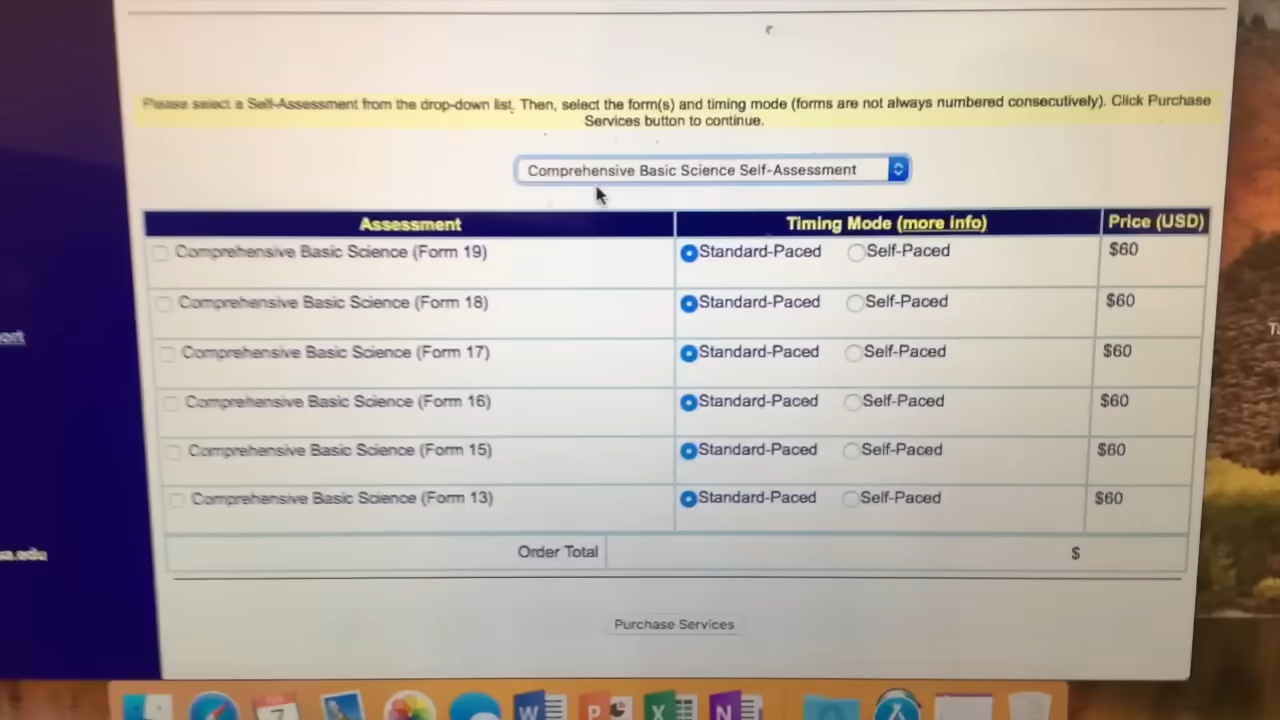 Please select a Self-Assessment from the drop-down list. Then, select the form(s) and timing mode (forms are not always numbered consecutively). Click Purchase
Services button to continue.
Comprehensive Basic Science Self-Assessment
Assessment Timing Mode (more info) Price (USD)
Comprehensive Basic Science (Form 19) Standard-Paced Self-Paced $60
Comprehensive Basic Science (Form 18) Standard-Paced Self-Paced $60
Comprehensive Basic Science (Form 17) Standard-Paced Self-Paced $60
Comprehensive Basic Science (Form 16) Standard-Paced Self-Paced $60
Comprehensive Basic Science (Form 15) Standard-Paced Self-Paced $60
Comprehensive Basic Science (Form 13) Standard-Paced Self-Paced $60
Order Total $
Purchase Services
7 W P X N